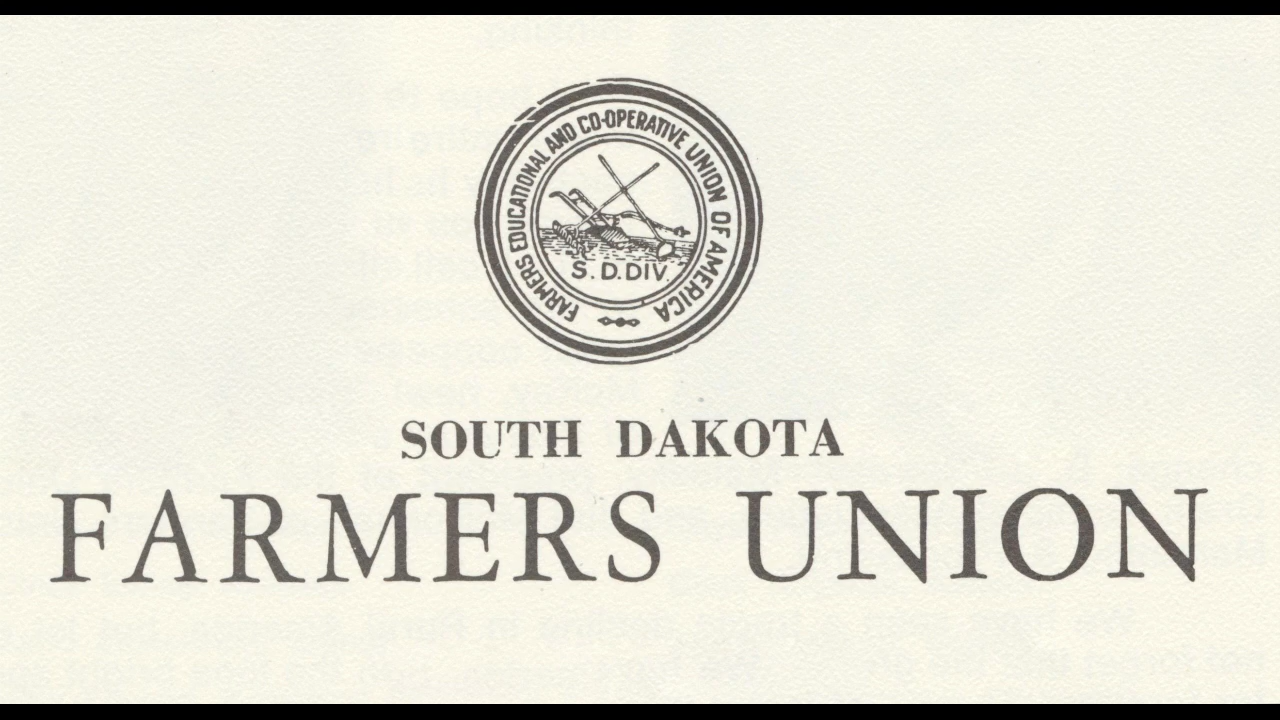 FARMERS EDUCATIONAL AND CO-OPERATIVE UNION OF AMERICA
S. D. DIV.
SOUTH DAKOTA
FARMERS UNION